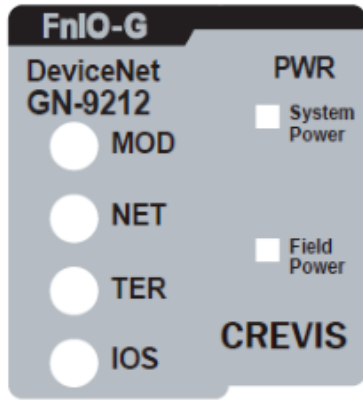 FnIO-G
DeviceNet
GN-9212
MOD
NET
TER
IOS
PWR
System
Power
Field
Power
CREVIS